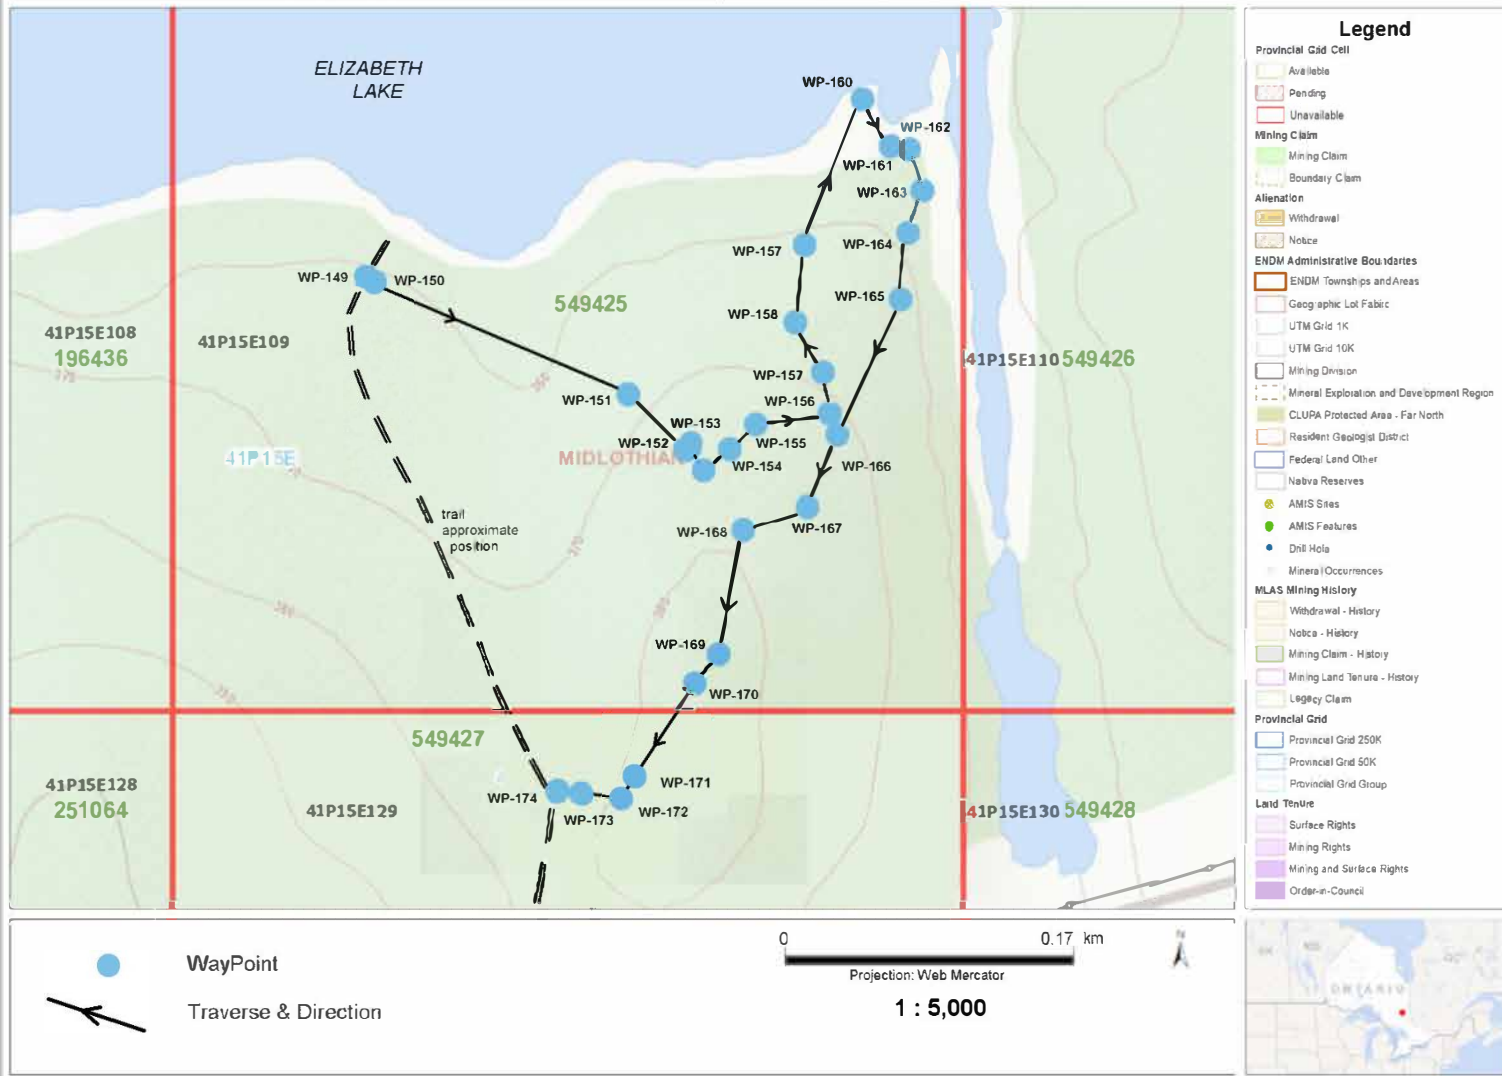 ELIZABETH
LAKE
WP-160
WP-162
WP-161
WP-163
WP-157
WP-164
WP-149
WP-150
549425
WP-165
WP-158
41P15E108
196436
41P15E109
41P15E110 549426
370
360
WP-157
WP-151
WP-156
WP-153
WP-152
WP-155
41P15E
MIDLOTHIAN
WP-154
WP-166
trail
approximate
position
WP-168
WP-167
370
380
380
WP-169
WP-170
549427
WP-171
41P15E128
251064
41P15E129
WP-174
WP-173
WP-172
41P15E130 549428
WayPoint
Traverse & Direction
0 0.17 km
Projection: Web Mercator
1 : 5,000
N
Legend
Provincial Grid Cell
Available
Pending
Unavailable
Mining Claim
Mining Claim
Boundary Claim
Alienation
Withdrawal
Notice
ENDM Administrative Boundaries
ENDM Townships and Areas
Geographic Lot Fabric
UTM Grid 1K
UTM Grid 10K
Mining Division
Mineral Exploration and Development Region
CLUPA Protected Area - Far North
Resident Geologist District
Federal Land Other
Native Reserves
AMIS Sites
AMIS Features
Drill Hole
Mineral Occurrences
MLAS Mining History
Withdrawal - History
Notice - History
Mining Claim - History
Mining Land Tenure - History
Legacy Claim
Provincial Grid
Provincial Grid 250K
Provincial Grid 50K
Provincial Grid Group
Land Tenure
Surface Rights
Mining Rights
Mining and Surface Rights
Order-in-Council
ONTARIO